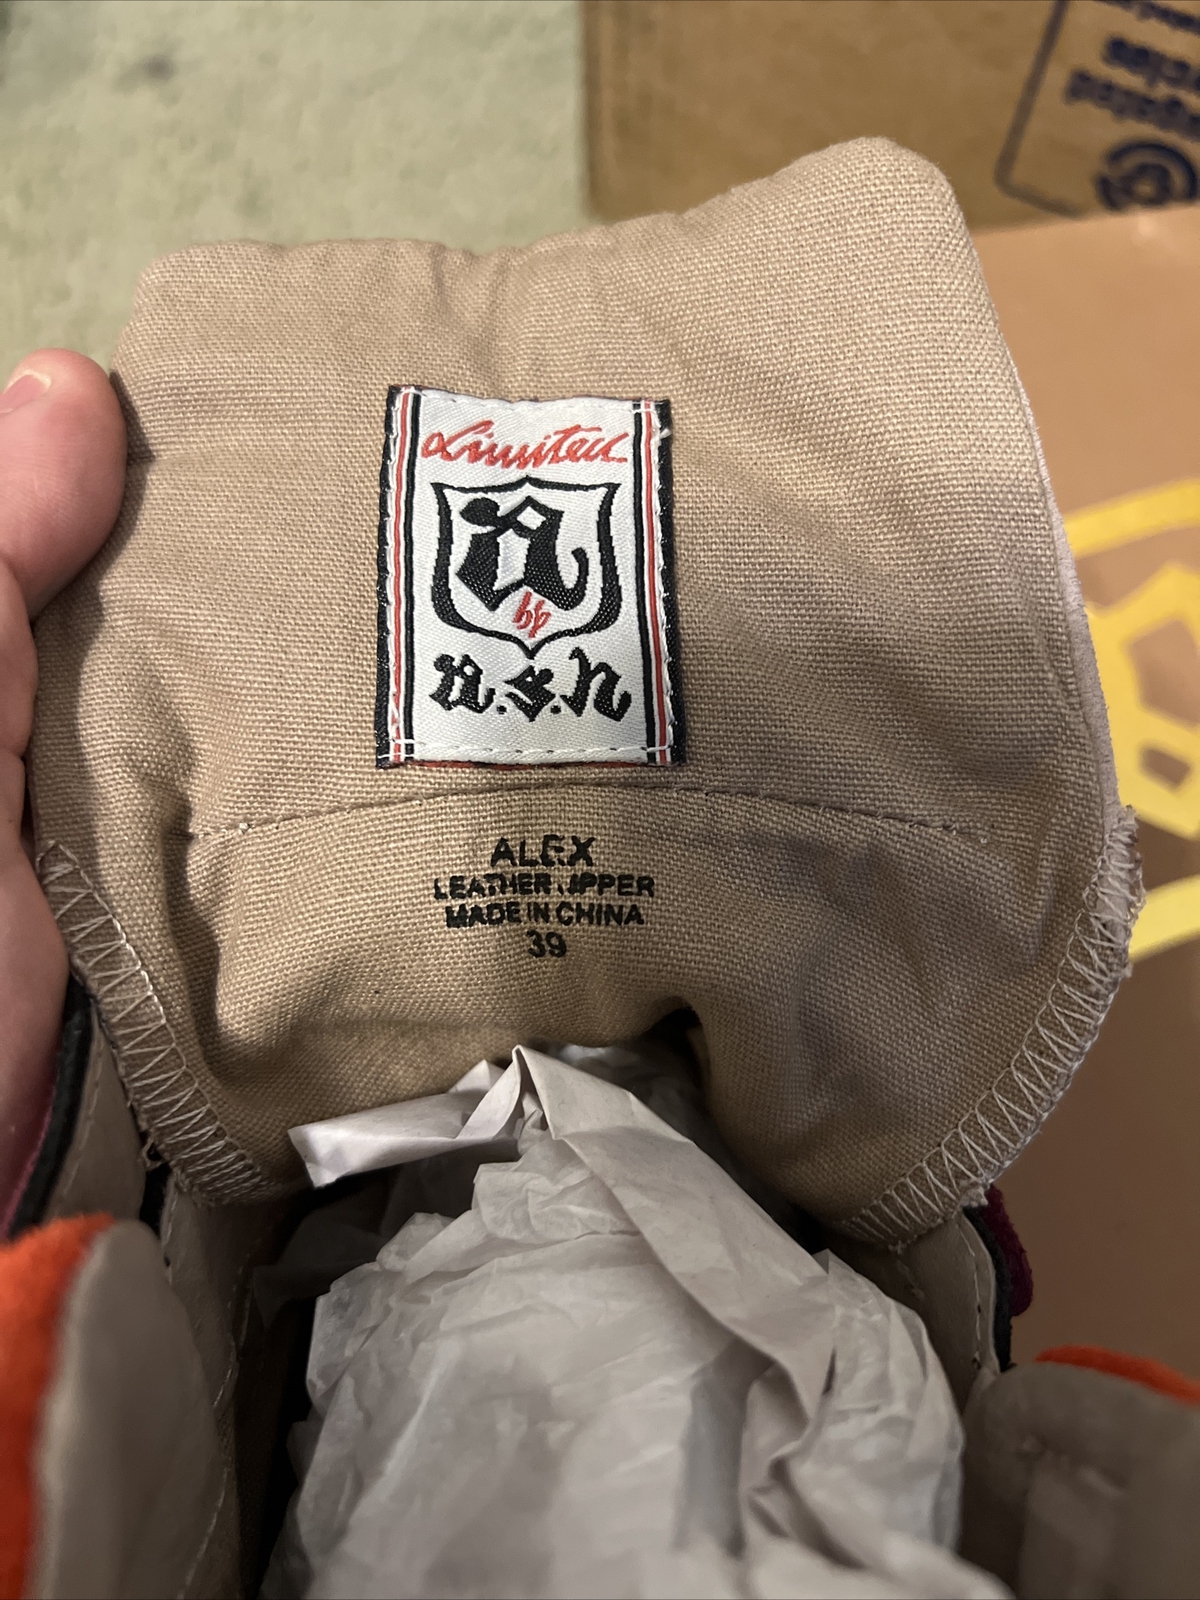 Limited
a
by
a.s.h
ALEX
LEATHER UPPER
MADE IN CHINA
39